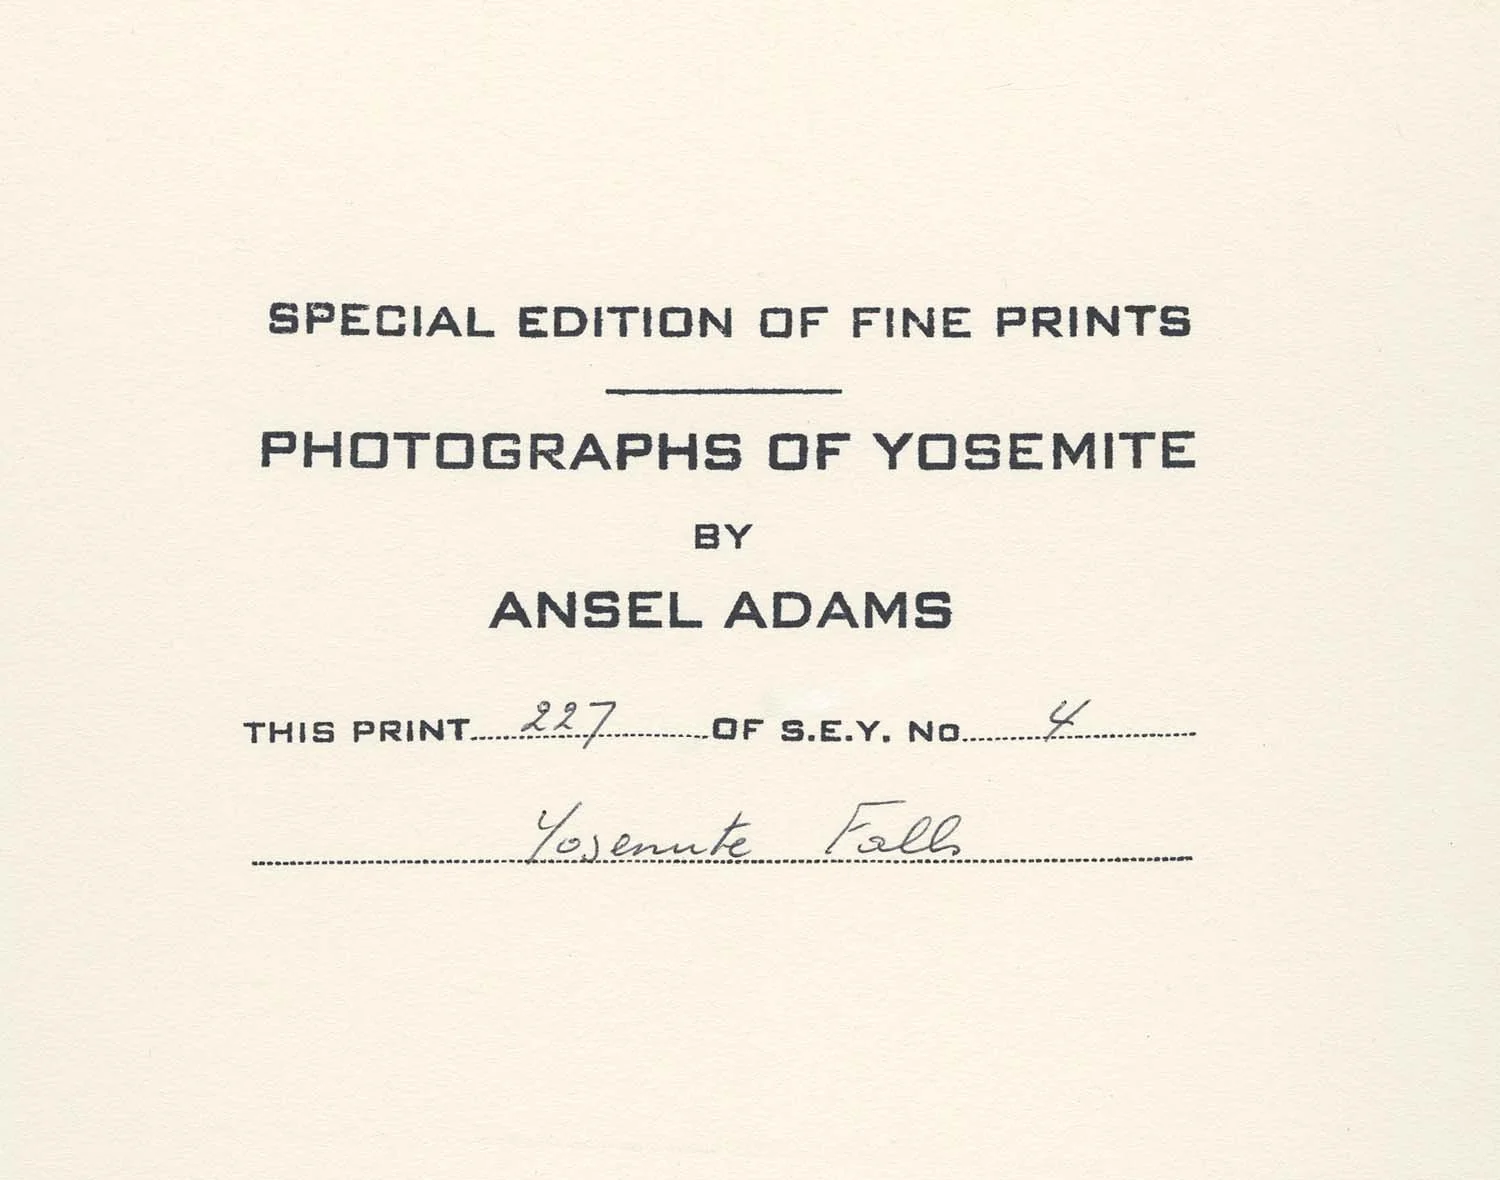 SPECIAL EDITION OF FINE PRINTS
PHOTOGRAPHS OF YOSEMITE
BY
ANSEL ADAMS
THIS PRINT 227 OF S.E.Y. No 4
Yosemite Falls